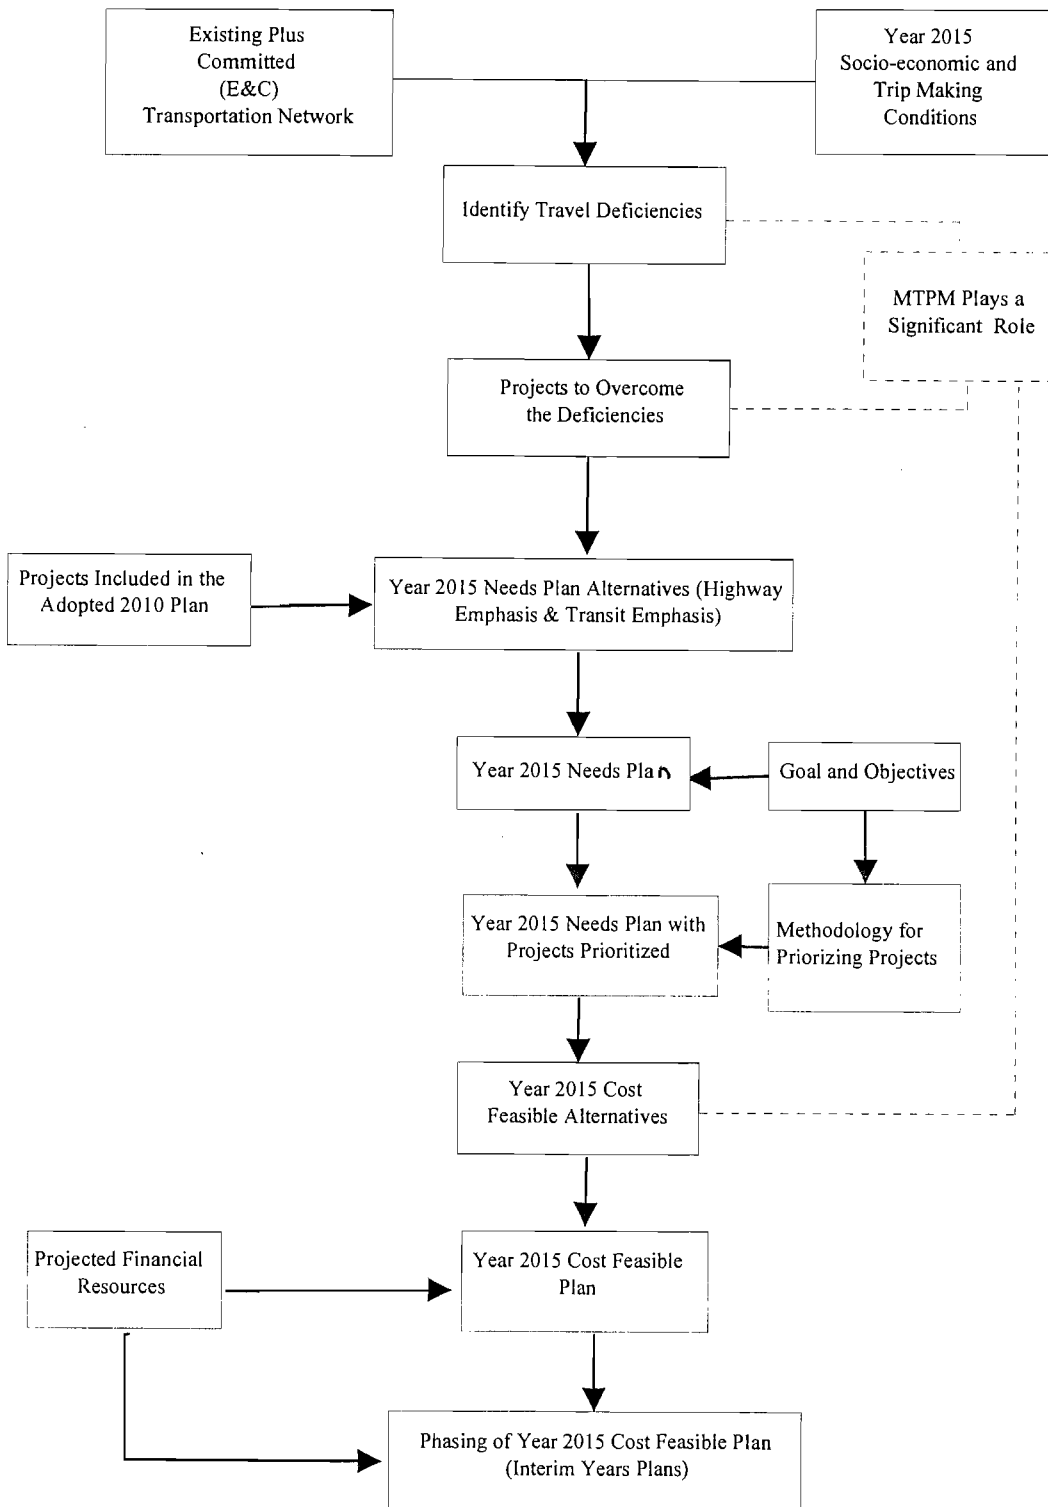 Existing Plus
Committed
(E&C)
Transportation Network
Year 2015
Socio-economic and
Trip Making
Conditions
Identify Travel Deficiencies
MTPM Plays a
Significant Role
Projects to Overcome
the Deficiencies
Projects Included in the
Adopted 2010 Plan
Year 2015 Needs Plan Alternatives (Highway
Emphasis & Transit Emphasis)
Year 2015 Needs Plan
Goal and Objectives
Year 2015 Needs Plan with
Projects Prioritized
Methodology for
Priorizing Projects
Year 2015 Cost
Feasible Alternatives
Projected Financial
Resources
Year 2015 Cost Feasible
Plan
Phasing of Year 2015 Cost Feasible Plan
(Interim Years Plans)